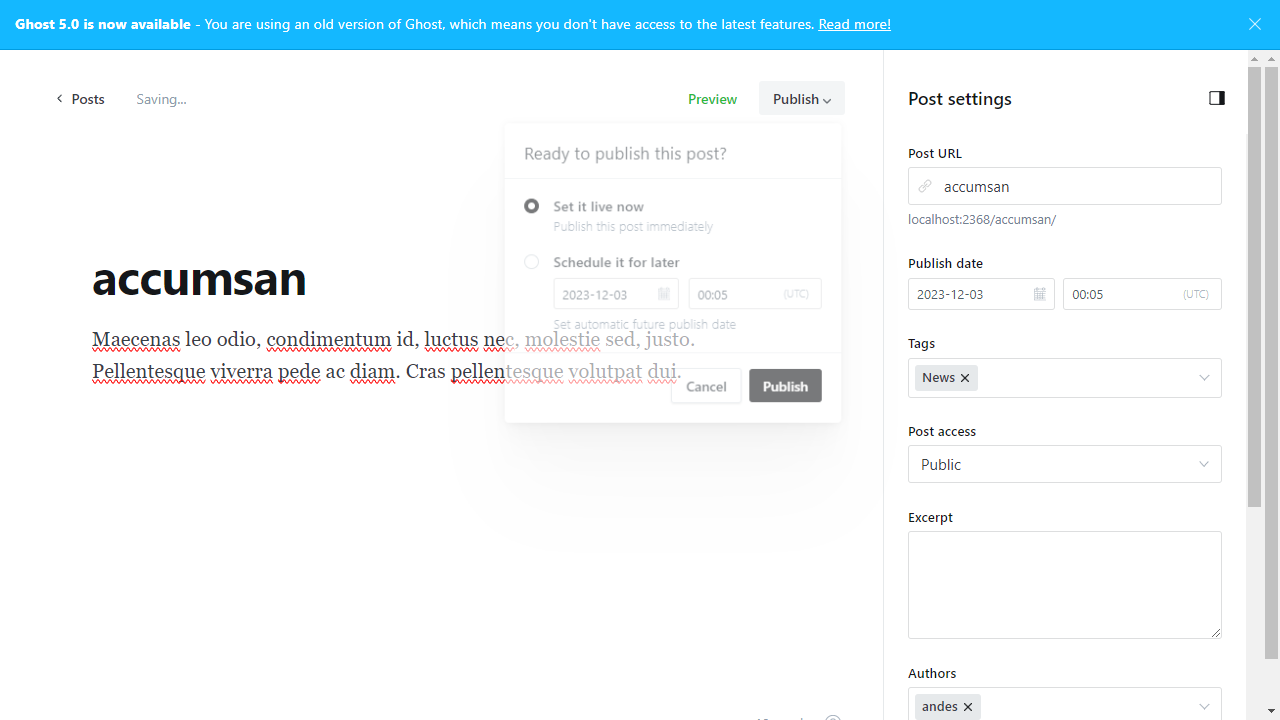 Ghost 5.0 is now available - You are using an old version of Ghost, which means you don't have access to the latest features. Read more!
Posts
Saving...
Preview
Publish
Ready to publish this post?
Set it live now
Publish this post immediately
Schedule it for later
2023-12-03
00:05
(UTC)
Set automatic future publish date
Cancel
Publish
accumsan
Maecenas leo odio, condimentum id, luctus nec, molestie sed, justo.
Pellentesque viverra pede ac diam. Cras pellentesque volutpat dui.
Post settings
Post URL
accumsan
localhost:2368/accumsan/
Publish date
2023-12-03
00:05
(UTC)
Tags
News
Post access
Public
Excerpt
Authors
andes